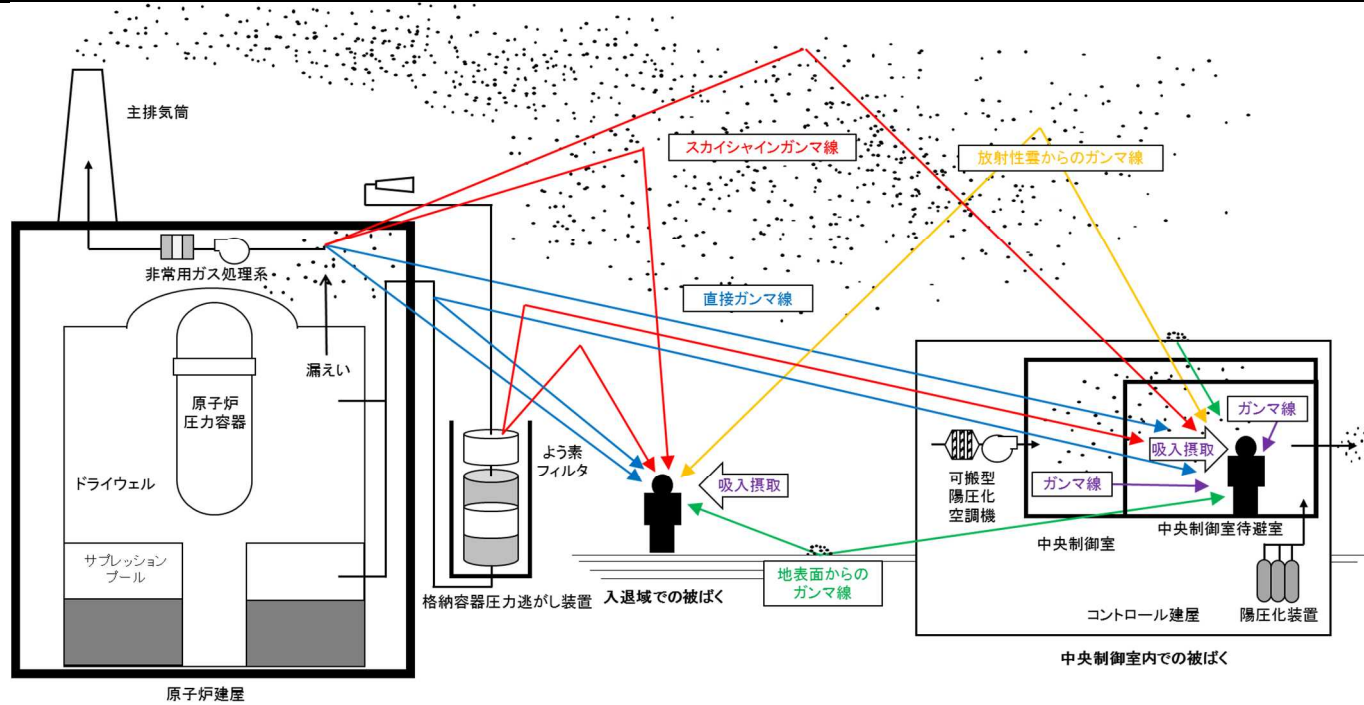 主排気筒
スカイシャインガンマ線
放射性雲からのガンマ線
非常用ガス処理系
直接ガンマ線
漏えい
原子炉
圧力容器
ドライウェル
サプレッション
プール
よう素
フィルタ
格納容器圧力逃がし装置
吸入摂取
入退域での被ばく
地表面からの
ガンマ線
ガンマ線
吸入摂取
ガンマ線
可搬型
陽圧化
空調機
中央制御室
中央制御室待避室
コントロール建屋
陽圧化装置
中央制御室内での被ばく
原子炉建屋